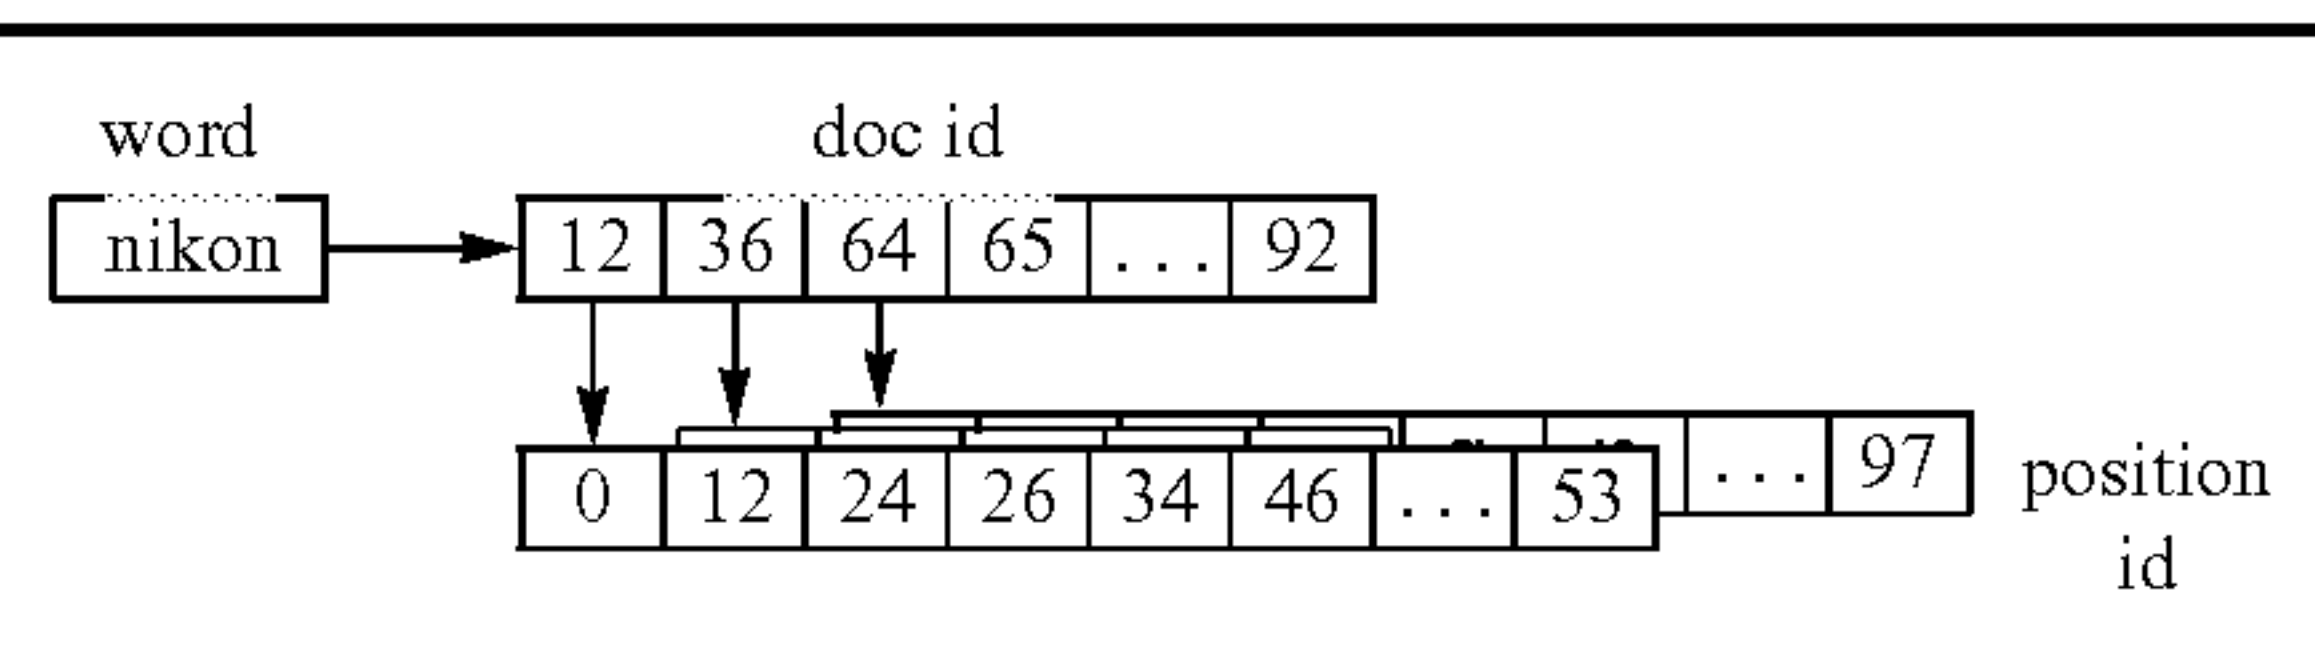 word doc id
nikon 12 36 64 65 ... 92
0 12 24 26 34 46 ... 53 ... 97 position
id